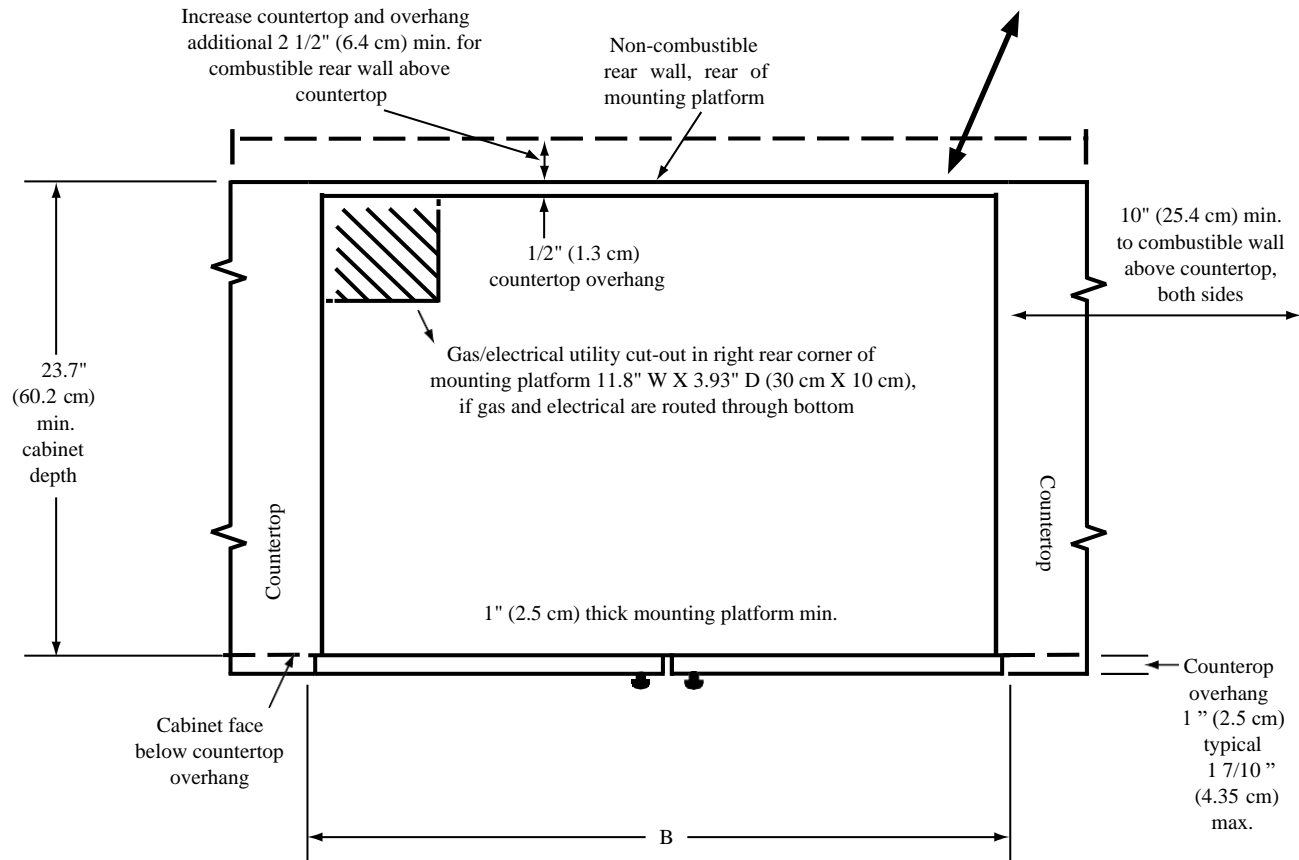 Increase countertop and overhang
additional 2 1/2" (6.4 cm) min. for
combustible rear wall above
countertop
Non-combustible
rear wall, rear of
mounting platform
10" (25.4 cm) min.
to combustible wall
above countertop,
both sides
1/2" (1.3 cm)
countertop overhang
Gas/electrical utility cut-out in right rear corner of
mounting platform 11.8" W X 3.93" D (30 cm X 10 cm),
if gas and electrical are routed through bottom
23.7"
(60.2 cm)
min.
cabinet
depth
Countertop
Countertop
1" (2.5 cm) thick mounting platform min.
Cabinet face
below countertop
overhang
Counterop
overhang
1 ” (2.5 cm)
typical
1 7/10 ”
(4.35 cm)
max.
B